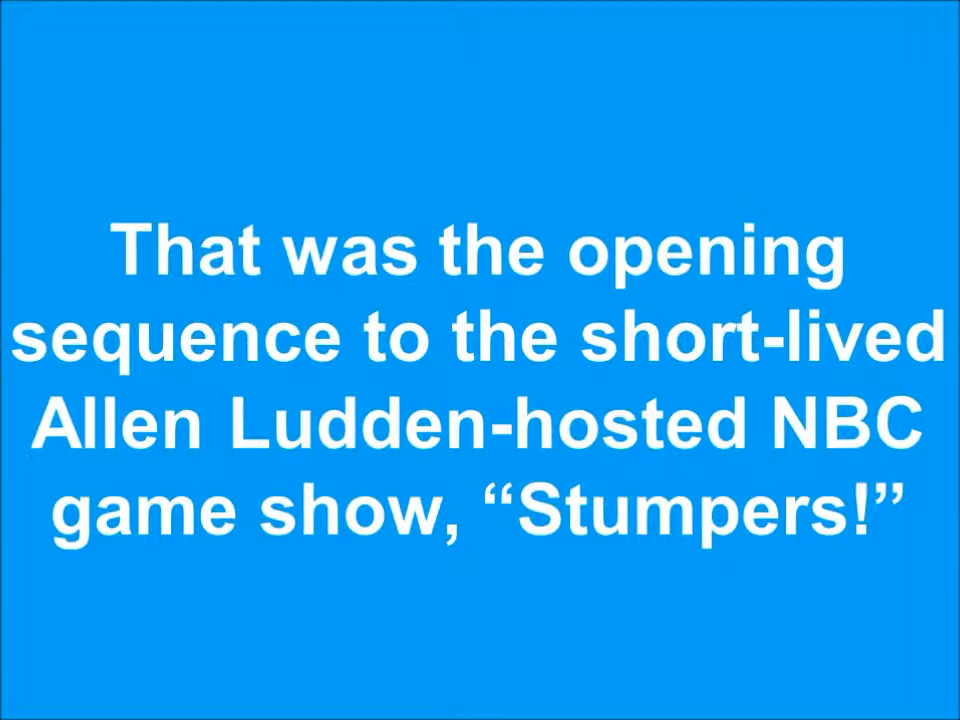 That was the opening
sequence to the short-lived
Allen Ludden-hosted NBC
game show, “Stumpers!”